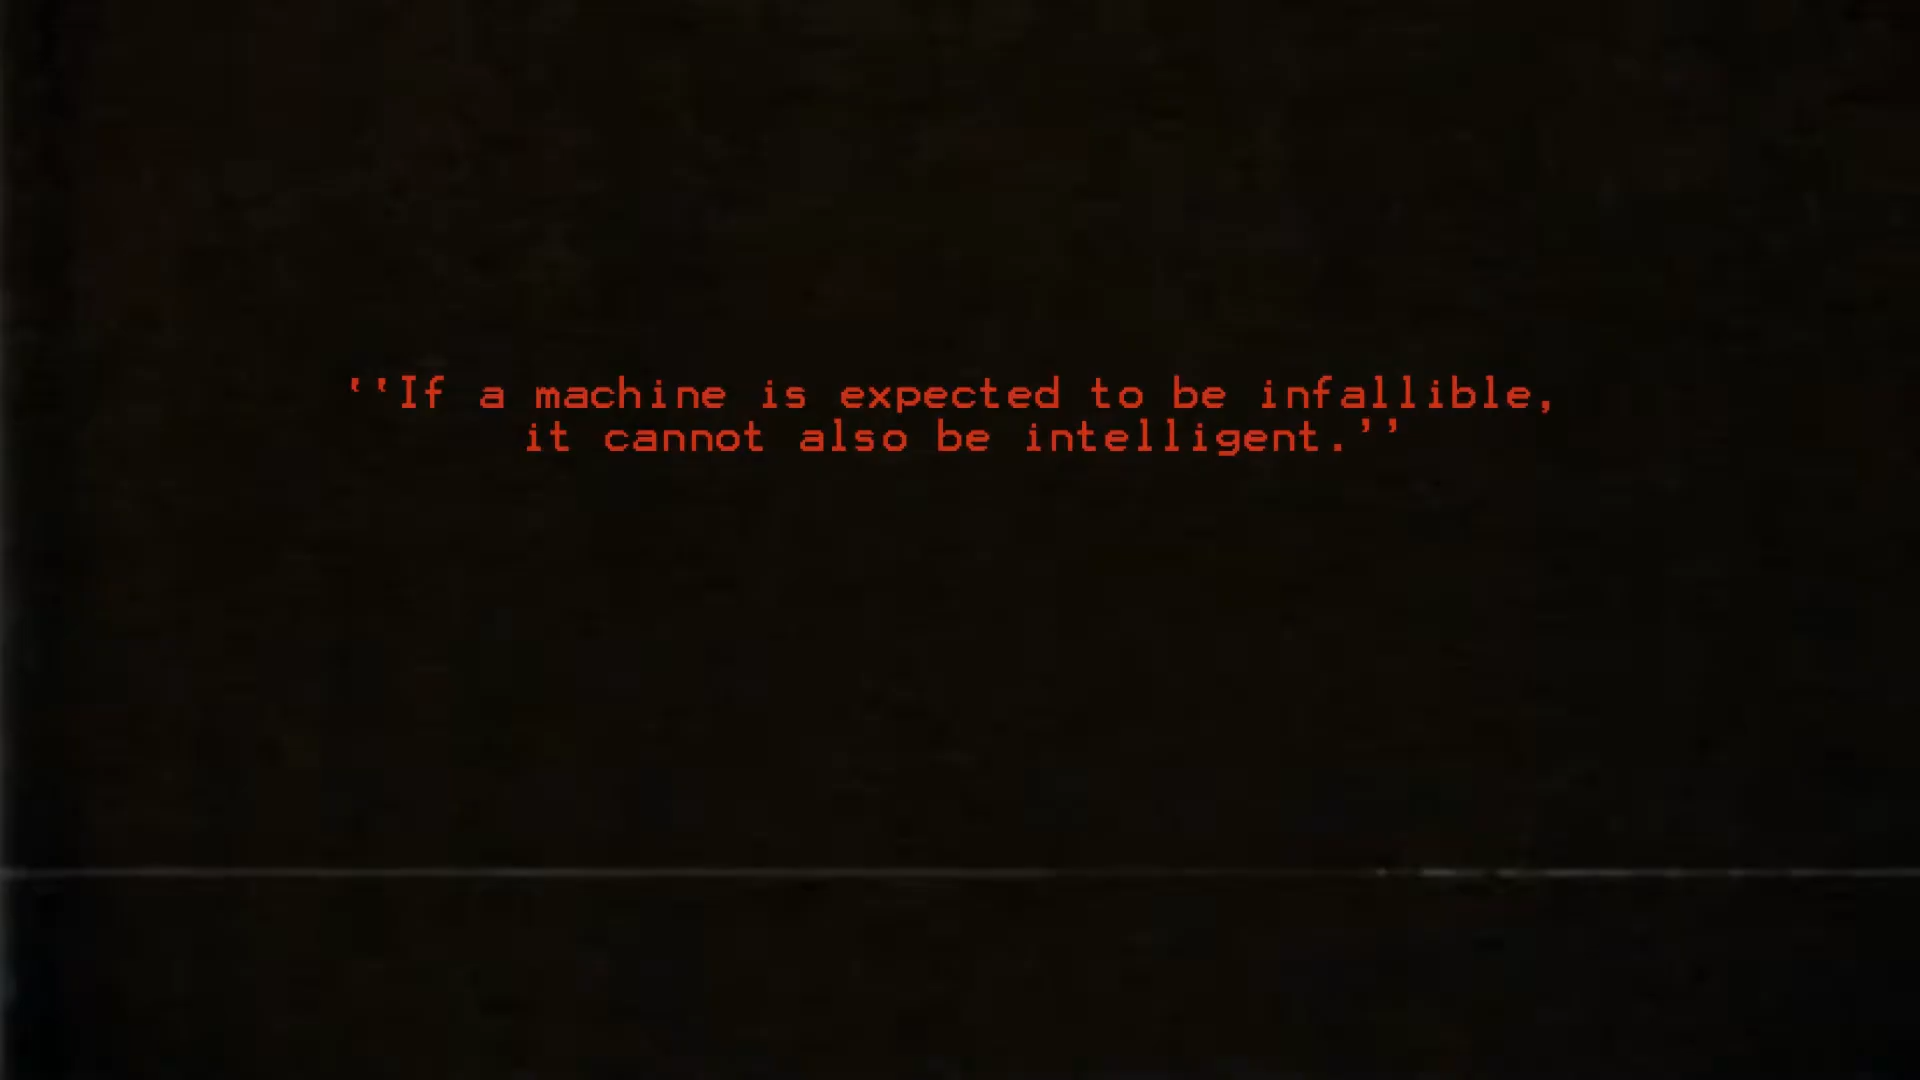 ‘‘If a machine is expected to be infallible,
it cannot also be intelligent.’’